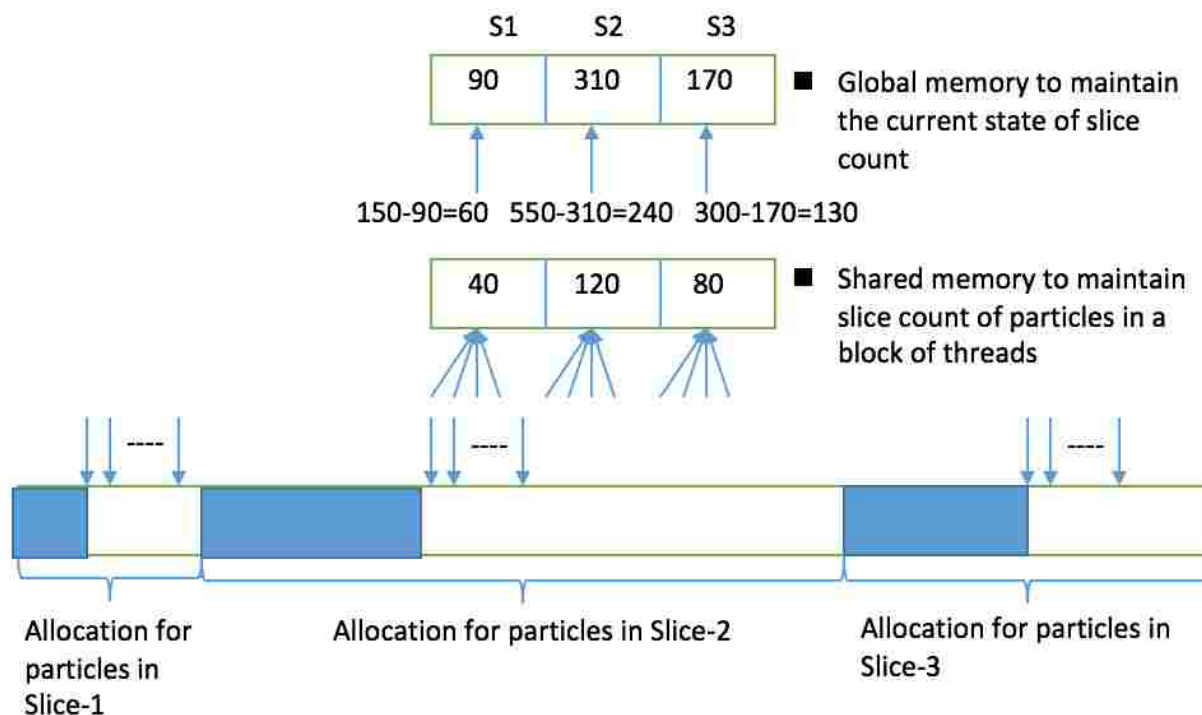 S1 S2 S3
90 310 170
■ Global memory to maintain
the current state of slice
count
150-90=60 550-310=240 300-170=130
40 120 80
■ Shared memory to maintain
slice count of particles in a
block of threads
---- ---- ----
Allocation for
particles in
Slice-1
Allocation for particles in Slice-2
Allocation for particles in
Slice-3